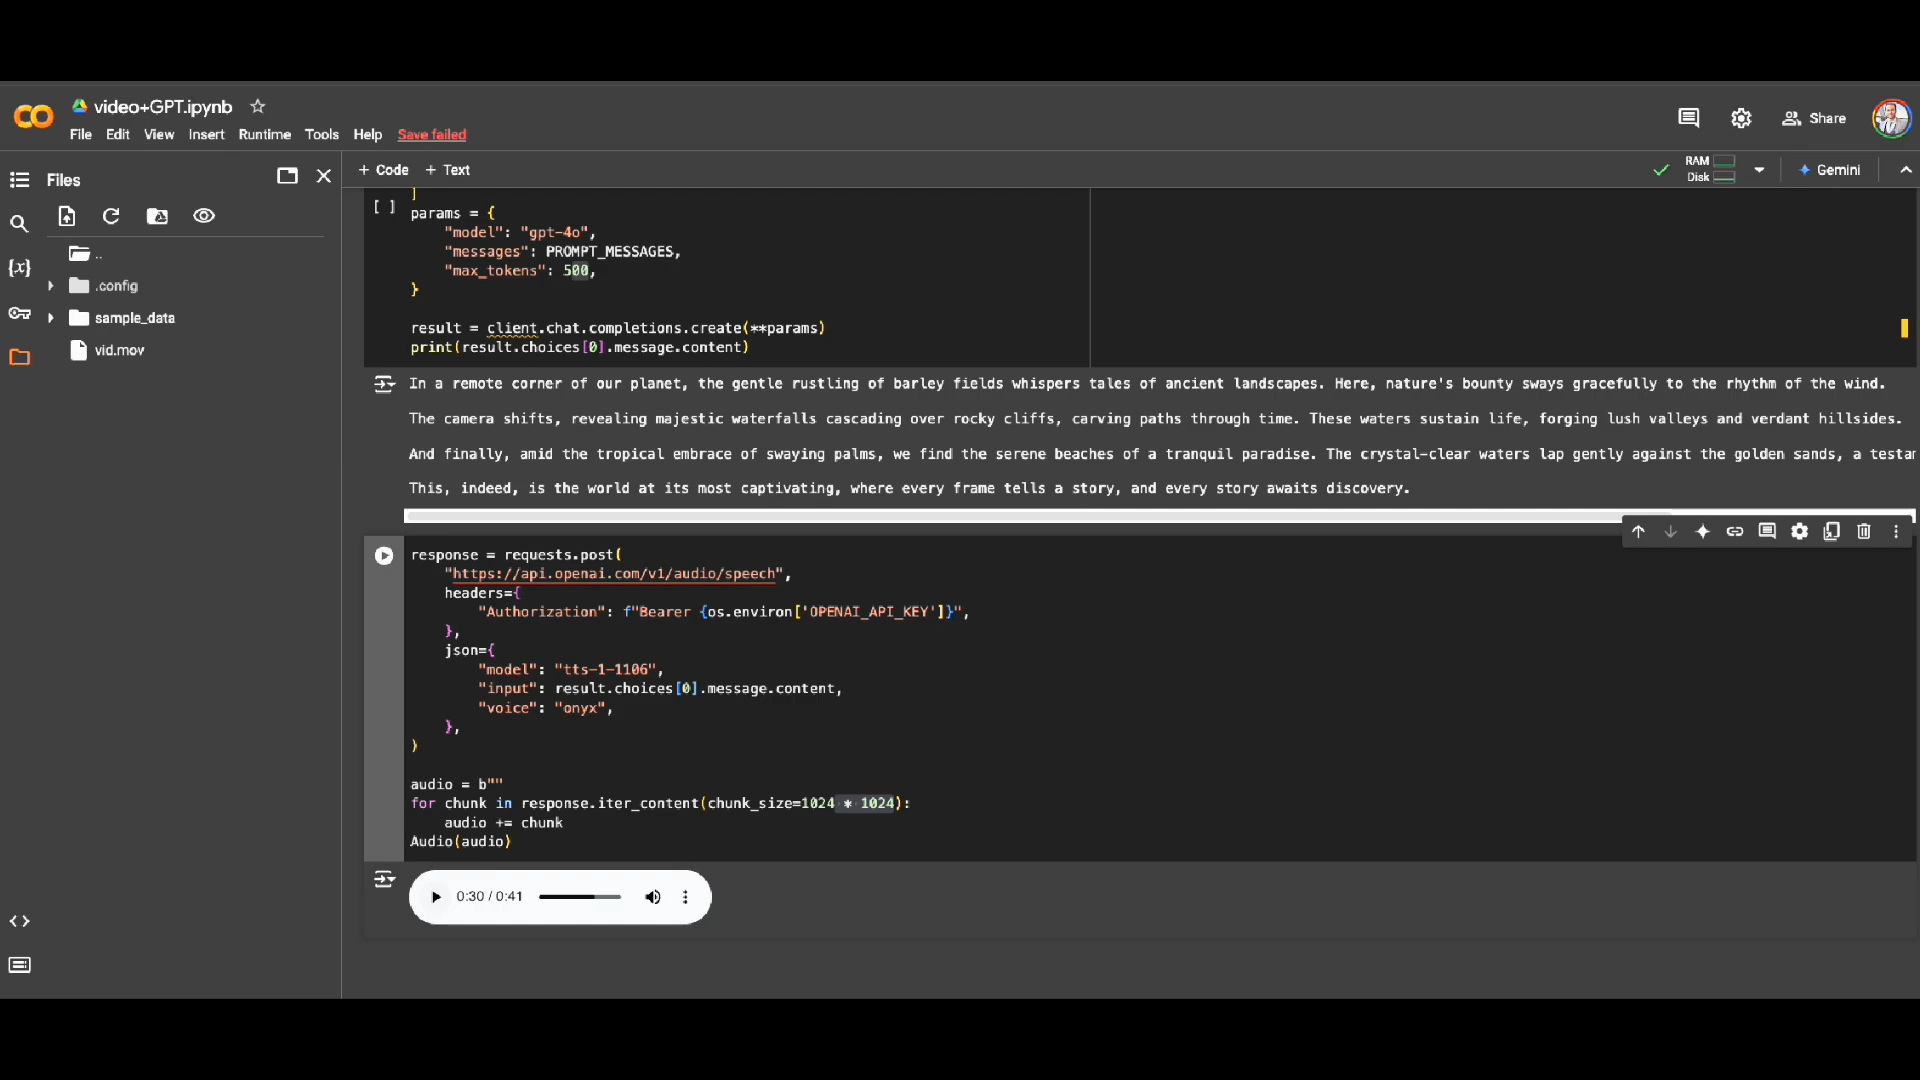 video+GPT.ipynb
File Edit View Insert Runtime Tools Help Save failed
Share
Files
+ Code + Text
RAM
Disk
Gemini
..
.config
sample_data
vid.mov
{x}
[ ]
]
params = {
"model": "gpt-4o",
"messages": PROMPT_MESSAGES,
"max_tokens": 500,
}
result = client.chat.completions.create(**params)
print(result.choices[0].message.content)
In a remote corner of our planet, the gentle rustling of barley fields whispers tales of ancient landscapes. Here, nature's bounty sways gracefully to the rhythm of the wind.
The camera shifts, revealing majestic waterfalls cascading over rocky cliffs, carving paths through time. These waters sustain life, forging lush valleys and verdant hillsides.
And finally, amid the tropical embrace of swaying palms, we find the serene beaches of a tranquil paradise. The crystal-clear waters lap gently against the golden sands, a testam
This, indeed, is the world at its most captivating, where every frame tells a story, and every story awaits discovery.
response = requests.post(
"https://api.openai.com/v1/audio/speech",
headers={
"Authorization": f"Bearer {os.environ['OPENAI_API_KEY']}",
},
json={
"model": "tts-1-1106",
"input": result.choices[0].message.content,
"voice": "onyx",
},
)
audio = b""
for chunk in response.iter_content(chunk_size=1024 * 1024):
audio += chunk
Audio(audio)
0:30 / 0:41